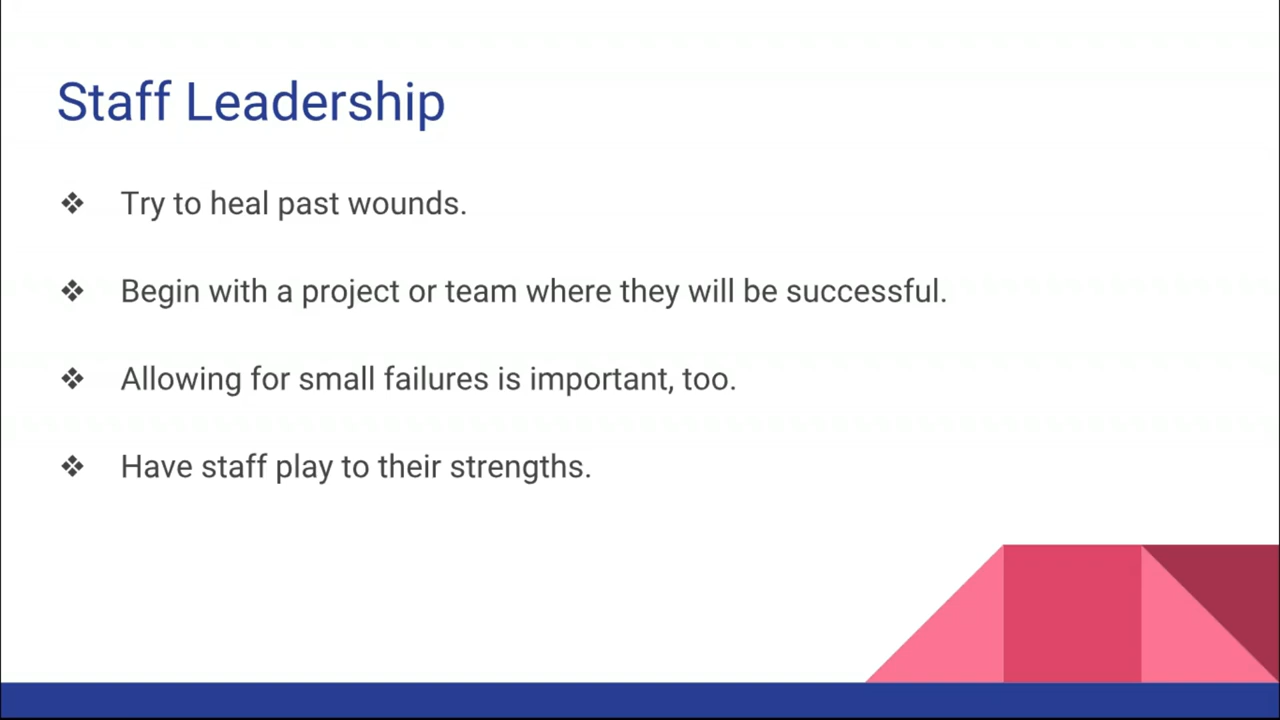 Staff Leadership
❖ Try to heal past wounds.
❖ Begin with a project or team where they will be successful.
❖ Allowing for small failures is important, too.
❖ Have staff play to their strengths.